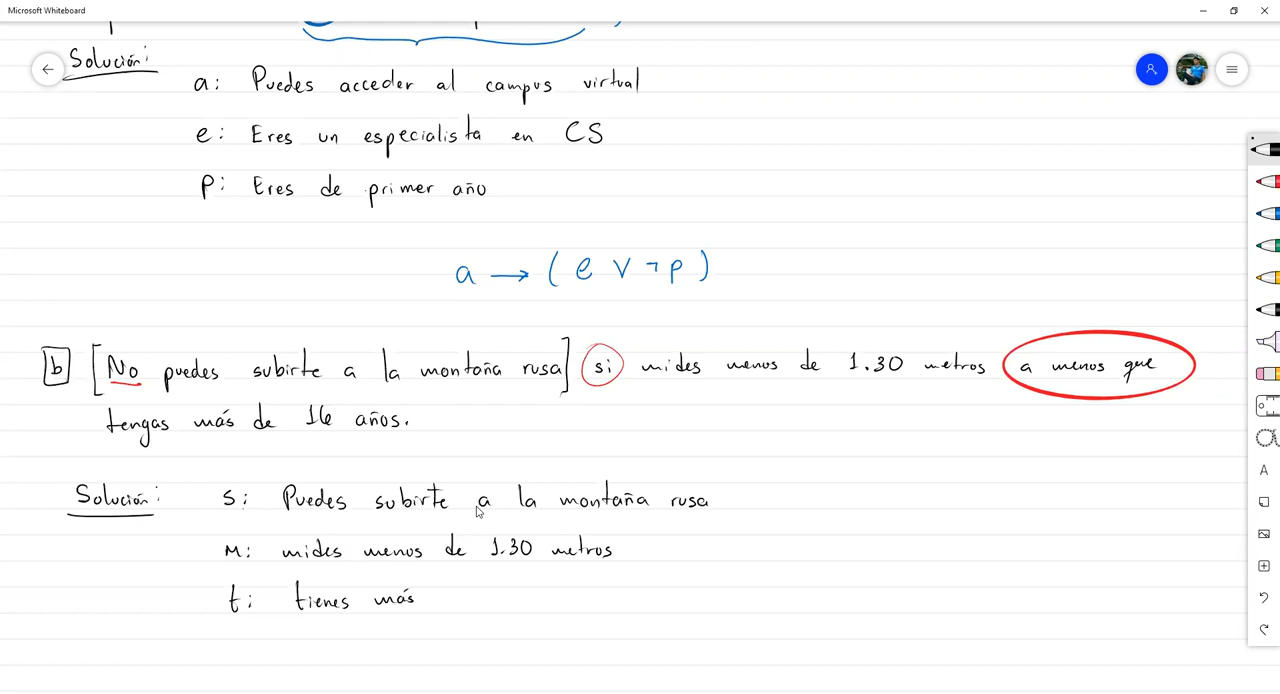 Microsoft Whiteboard
Solución:
a: Puedes acceder al campus virtual
e: Eres un especialista en CS
p: Eres de primer año
a → ( e ∨ ¬ p )
b [No puedes subirte a la montaña rusa] si mides menos de 1.30 metros a menos que
tengas más de 16 años.
Solución: s: Puedes subirte a la montaña rusa
m: mides menos de 1.30 metros
t: tienes más